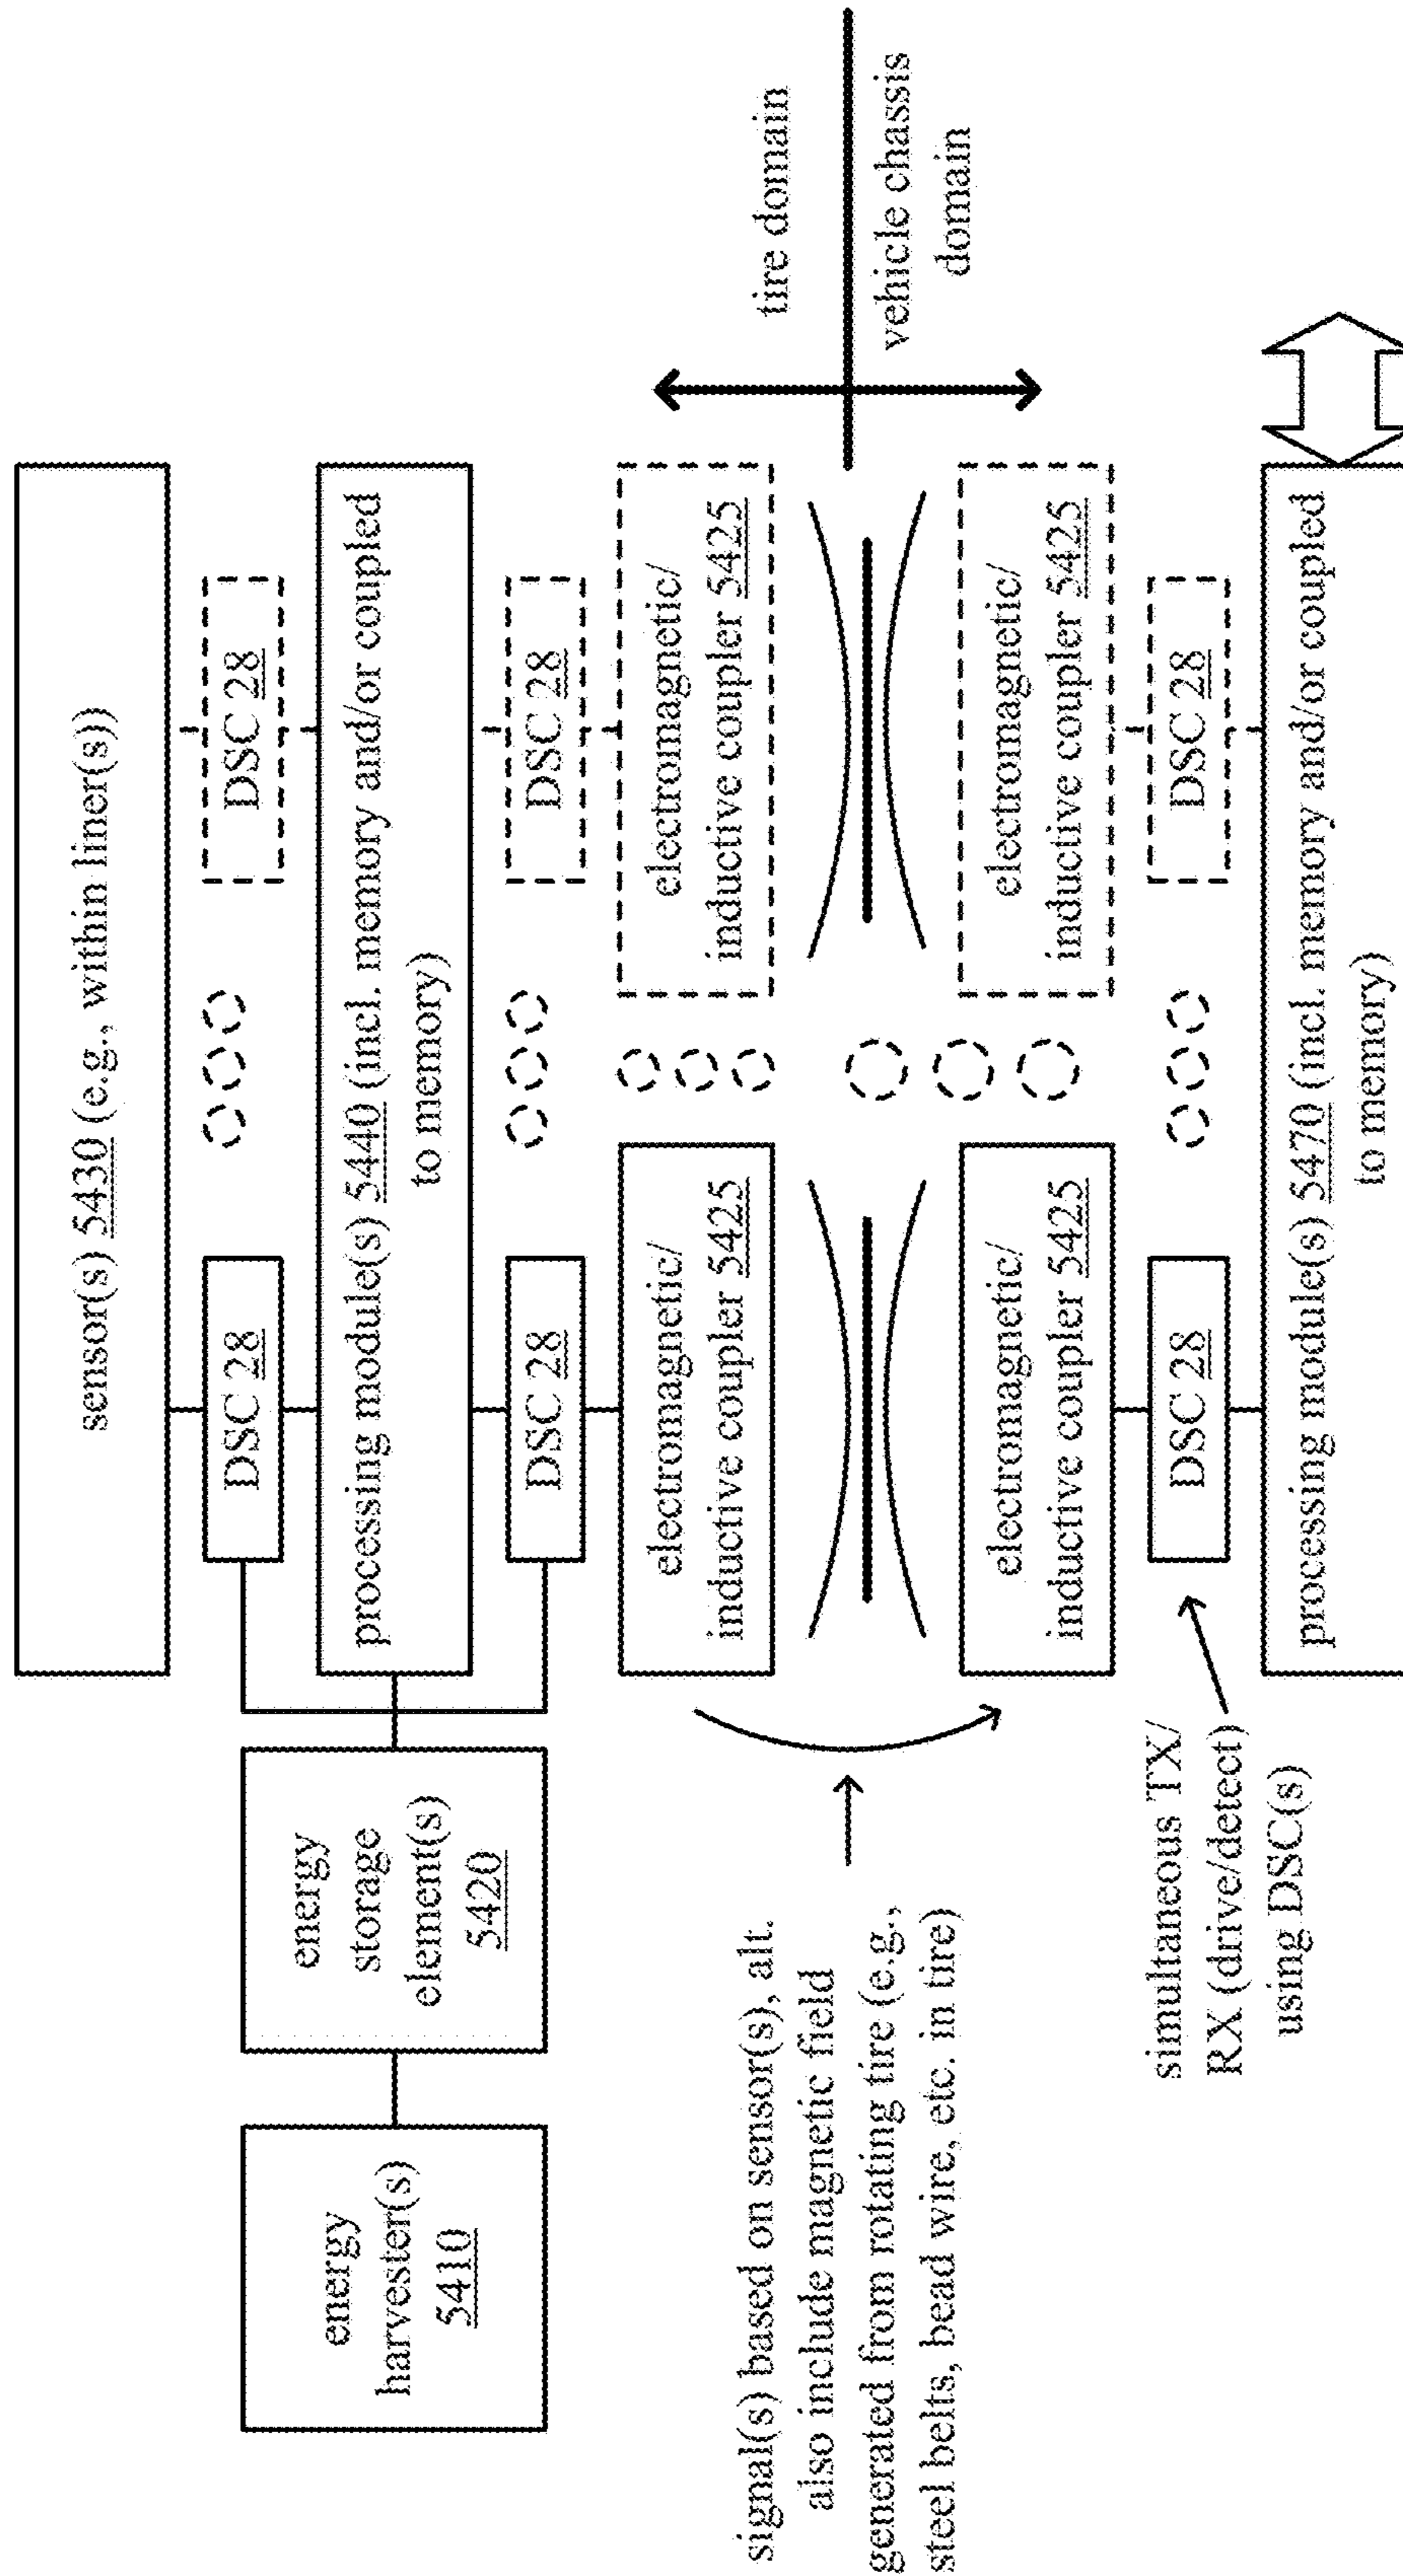 sensor(s) 5430 (e.g., within liner(s))
DSC 28
DSC 28
energy
harvester(s)
5410
energy
storage
element(s)
5420
processing module(s) 5440 (incl. memory and/or coupled
to memory)
DSC 28
DSC 28
electromagnetic/
inductive coupler 5425
electromagnetic/
inductive coupler 5425
signal(s) based on sensor(s), alt.
also include magnetic field
generated from rotating tire (e.g.,
steel belts, bead wire, etc. in tire)
tire domain
vehicle chassis
domain
electromagnetic/
inductive coupler 5425
electromagnetic/
inductive coupler 5425
simultaneous TX/
RX (drive/detect)
using DSC(s)
DSC 28
DSC 28
processing module(s) 5470 (incl. memory and/or coupled
to memory)